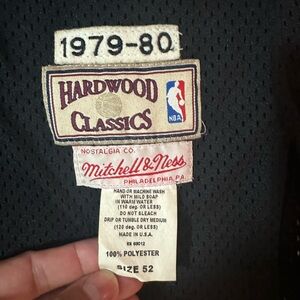 1979-80
HARDWOOD
CLASSICS
NBA
NOSTALGIA CO.
Mitchell & Ness
PHILADELPHIA, PA.
HAND OR MACHINE WASH
WITH MILD SOAP
IN WARM WATER
(110 deg. OR LESS)
DO NOT BLEACH
DRIP OR TUMBLE DRY MEDIUM
(120 deg. OR LESS)
MADE IN U.S.A.
100% POLYESTER
SIZE 52